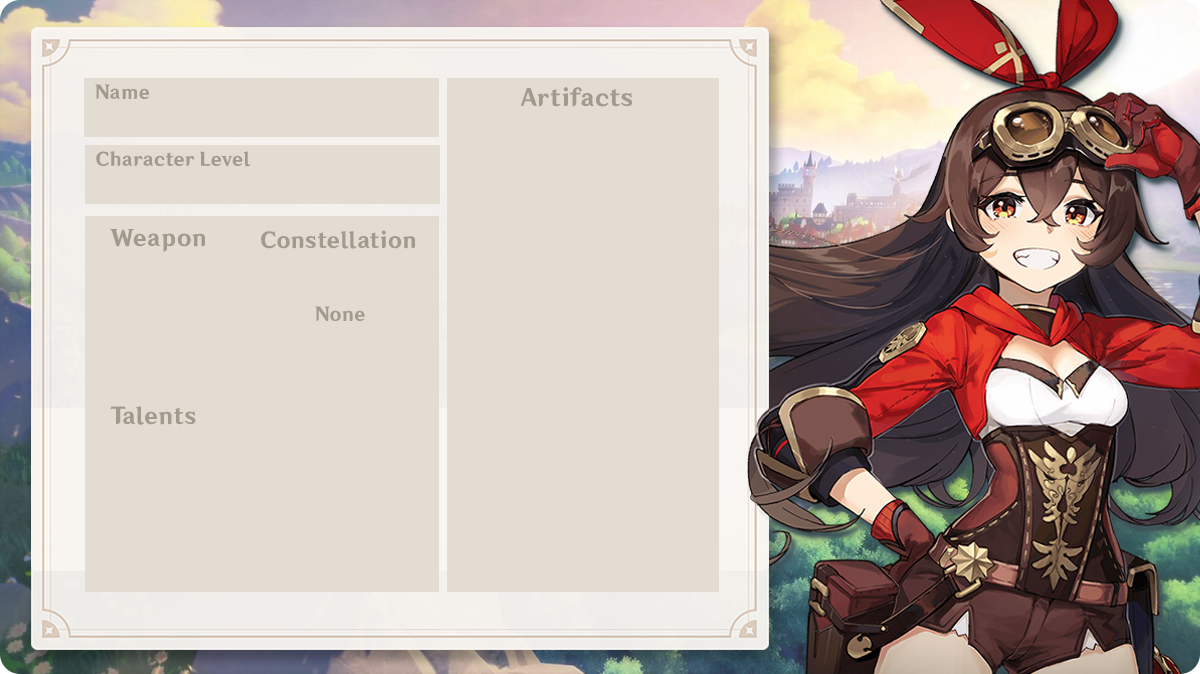 Name
Character Level
Weapon
Constellation
None
Talents
Artifacts